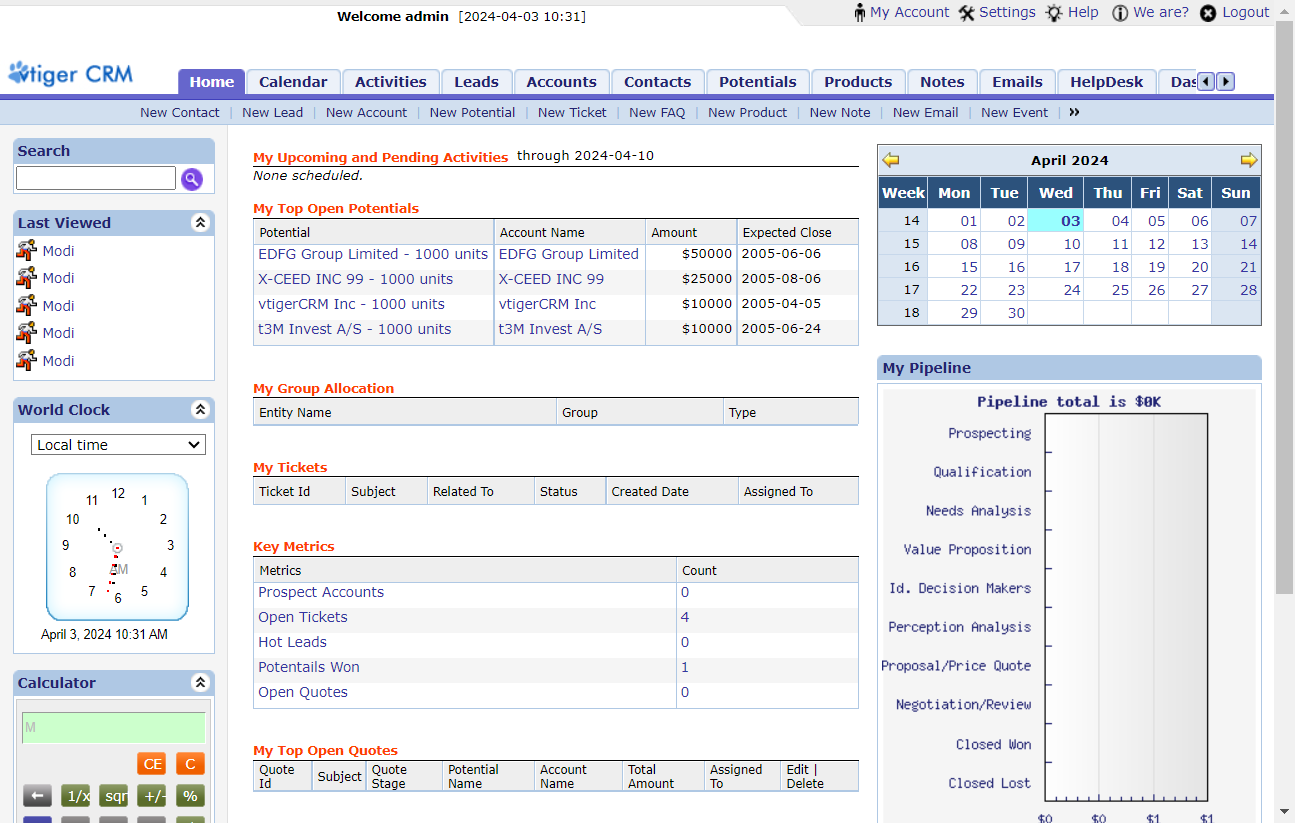 Welcome admin [2024-04-03 10:31]
My Account Settings Help We are? Logout
vtiger CRM
Home Calendar Activities Leads Accounts Contacts Potentials Products Notes Emails HelpDesk Das
New Contact | New Lead | New Account | New Potential | New Ticket | New FAQ | New Product | New Note | New Email | New Event | »
Search
Last Viewed
Modi
Modi
Modi
Modi
Modi
World Clock
Local time
12
11 1
10 2
9 3
AM
8 4
7 5
6
April 3, 2024 10:31 AM
Calculator
M
CE C
1/x sqr +/- %
My Upcoming and Pending Activities through 2024-04-10
None scheduled.
My Top Open Potentials
Potential Account Name Amount Expected Close
EDFG Group Limited - 1000 units EDFG Group Limited $50000 2005-06-06
X-CEED INC 99 - 1000 units X-CEED INC 99 $25000 2005-08-06
vtigerCRM Inc - 1000 units vtigerCRM Inc $10000 2005-04-05
t3M Invest A/S - 1000 units t3M Invest A/S $10000 2005-06-24
My Group Allocation
Entity Name Group Type
My Tickets
Ticket Id Subject Related To Status Created Date Assigned To
Key Metrics
Metrics Count
Prospect Accounts 0
Open Tickets 4
Hot Leads 0
Potentails Won 1
Open Quotes 0
My Top Open Quotes
Quote Id Subject Quote Stage Potential Name Account Name Total Amount Assigned To Edit | Delete
April 2024
Week Mon Tue Wed Thu Fri Sat Sun
14 01 02 03 04 05 06 07
15 08 09 10 11 12 13 14
16 15 16 17 18 19 20 21
17 22 23 24 25 26 27 28
18 29 30
My Pipeline
Pipeline total is $0K
Prospecting
Qualification
Needs Analysis
Value Proposition
Id. Decision Makers
Perception Analysis
Proposal/Price Quote
Negotiation/Review
Closed Won
Closed Lost
$0 $0 $1 $1